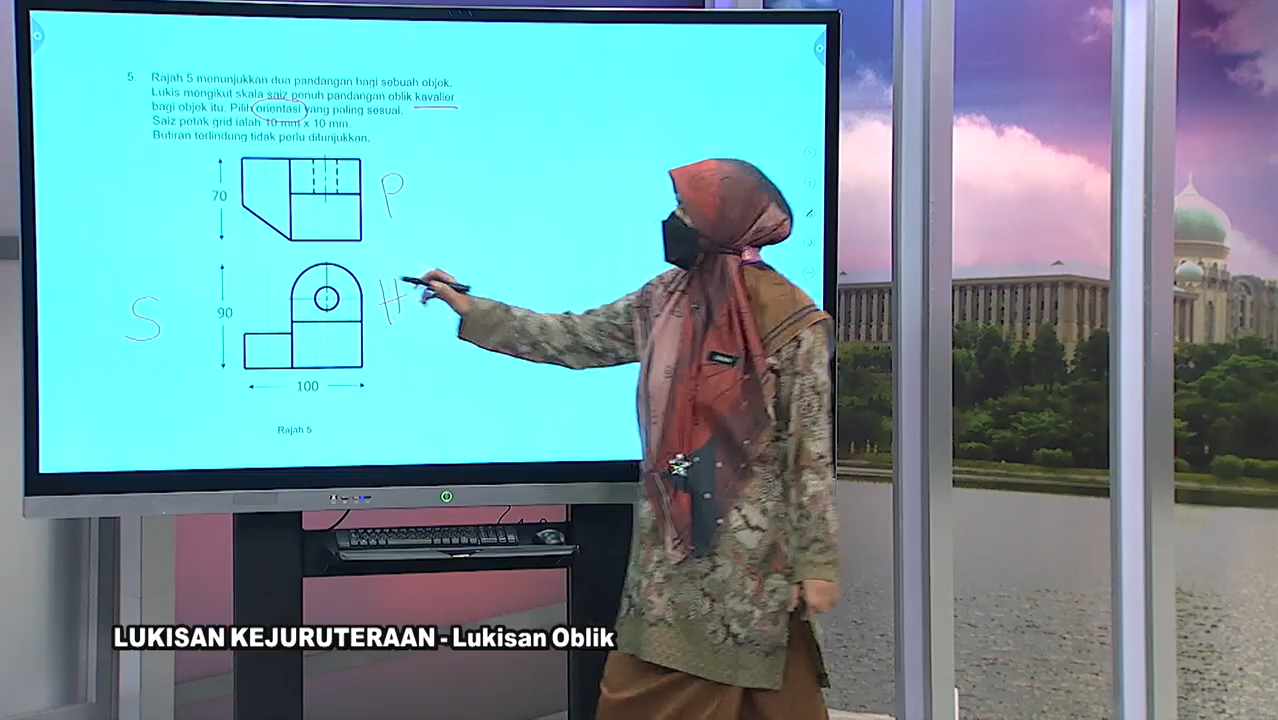 5. Rajah 5 menunjukkan dua pandangan bagi sebuah objek.
Lukis mengikut skala saiz penuh pandangan oblik kavalier
bagi objek itu. Pilih orientasi yang paling sesuai.
Saiz petak grid ialah 10 mm x 10 mm.
Butiran terlindung tidak perlu ditunjukkan.
70
P
90
S
H
100
Rajah 5
LUKISAN KEJURUTERAAN - Lukisan Oblik